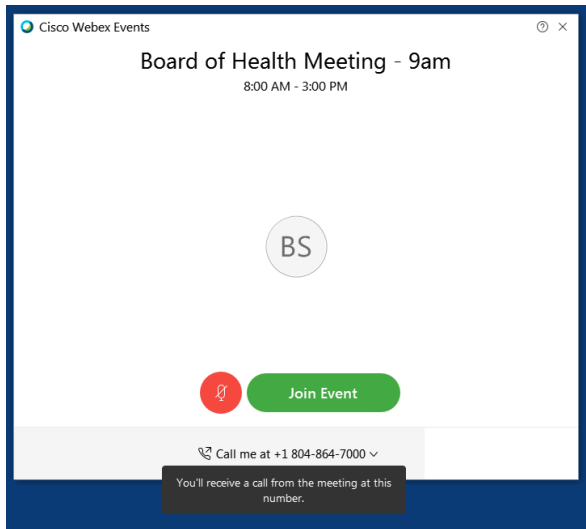 Cisco Webex Events
Board of Health Meeting - 9am
8:00 AM - 3:00 PM
BS
Join Event
Call me at +1 804-864-7000
You'll receive a call from the meeting at this
number.